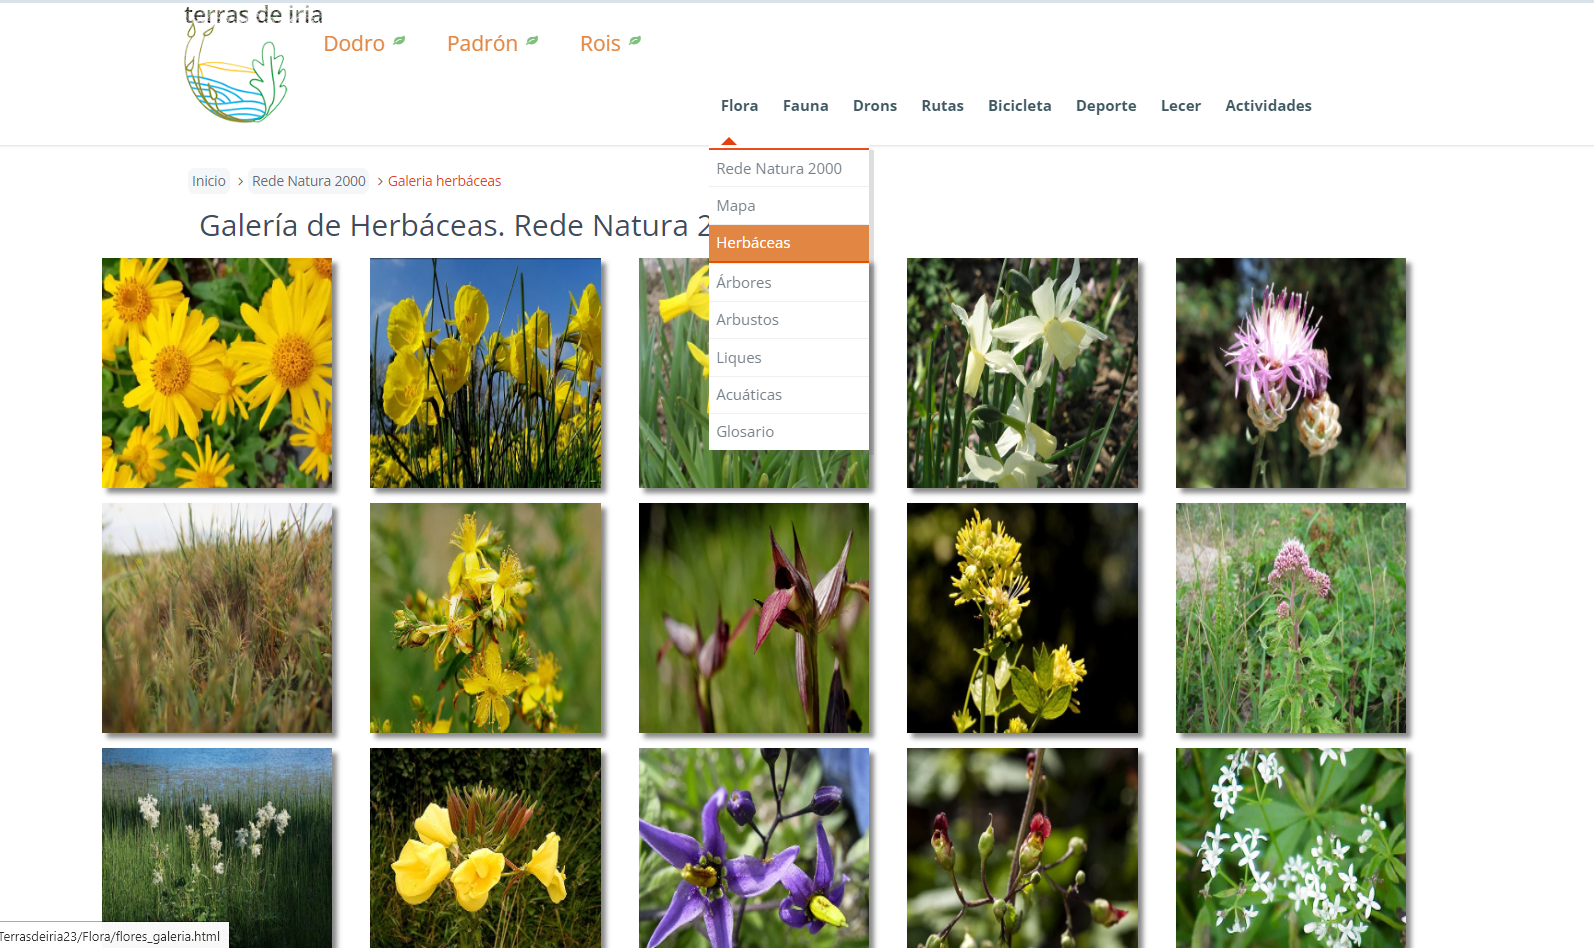 terras de iria
Dodro Padrón Rois
Flora Fauna Drons Rutas Bicicleta Deporte Lecer Actividades
Rede Natura 2000
Mapa
Herbáceas
Árbores
Arbustos
Liques
Acuáticas
Glosario
Inicio > Rede Natura 2000 > Galeria herbáceas
Galería de Herbáceas. Rede Natura 2
Terrasdeiria23/Flora/flores_galeria.html